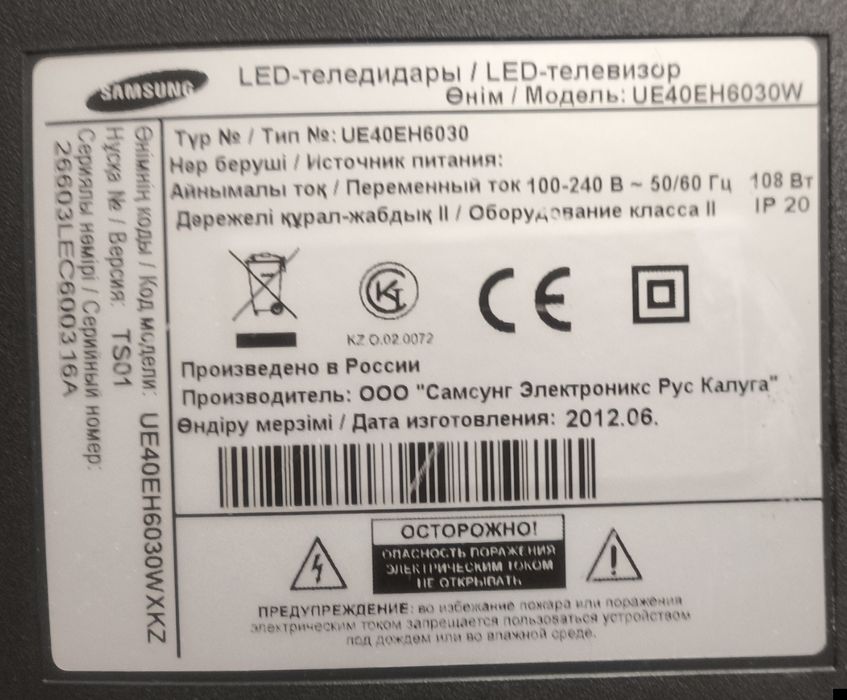 SAMSUNG
LED-теледидары / LED-телевизор
Өнім / Модель: UE40EH6030W
Түр № / Тип №: UE40EH6030
Нәр беруші / Источник питания:
Айнымалы ток / Переменный ток 100-240 В ~ 50/60 Гц 108 Вт
Дәрежелі құрал-жабдық II / Оборудование класса II IP 20
KZ O.02.0072
CE
Произведено в России
Производитель: ООО "Самсунг Электроникс Рус Калуга"
Өндіру мерзімі / Дата изготовления: 2012.06.
ОСТОРОЖНО!
ОПАСНОСТЬ ПОРАЖЕНИЯ
ЭЛЕКТРИЧЕСКИМ ТОКОМ
НЕ ОТКРЫВАТЬ
ПРЕДУПРЕЖДЕНИЕ: во избежание пожара или поражения
электрическим током запрещается пользоваться устройством
под дождем или во влажной среде.
Өнімнің коды / Код модели: UE40EH6030WXKZ
Нұсқа № / Версия: TS01
Сериялы нөмірі / Серийный номер:
26603LEC600316A